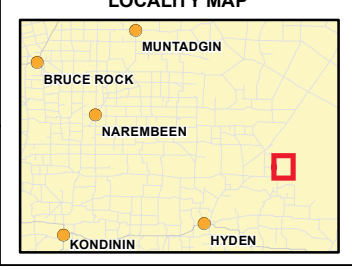 LOCALITY MAP
MUNTADGIN
BRUCE ROCK
NAREMBEEN
HYDEN
KONDININ